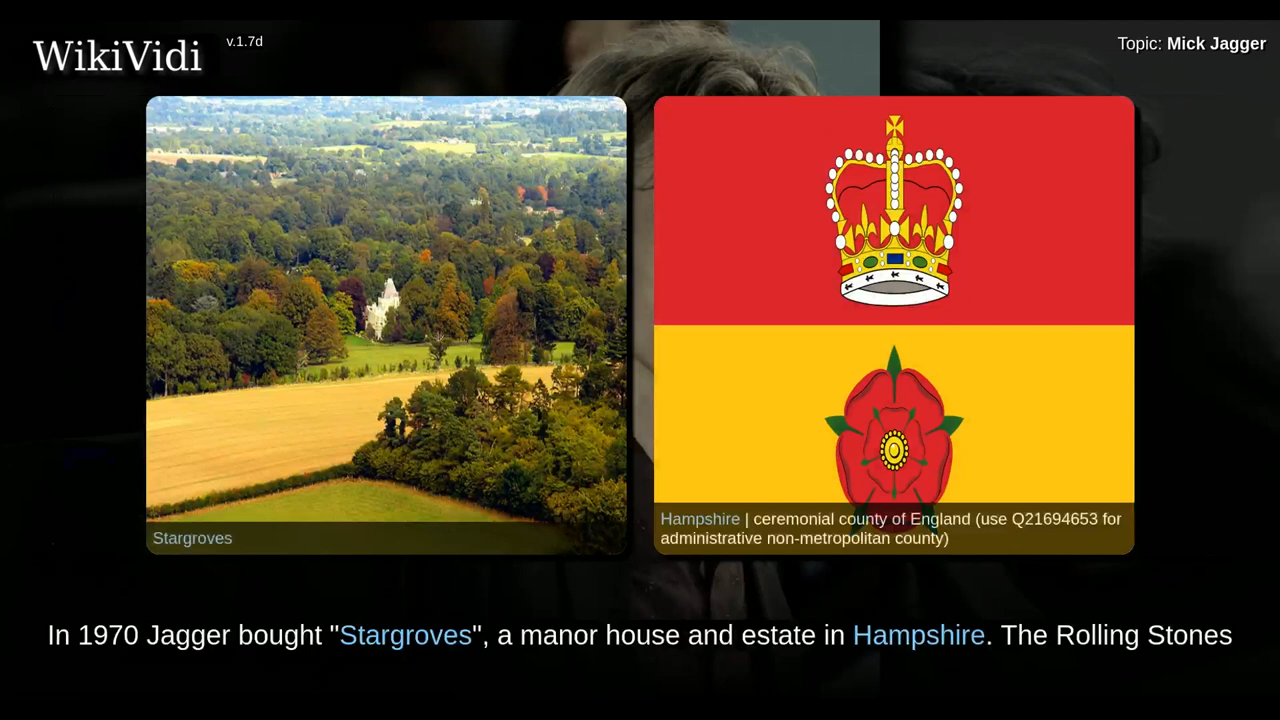 WikiVidi
v.1.7d
Topic: Mick Jagger
Stargroves
Hampshire | ceremonial county of England (use Q21694653 for
administrative non-metropolitan county)
In 1970 Jagger bought "Stargroves", a manor house and estate in Hampshire. The Rolling Stones